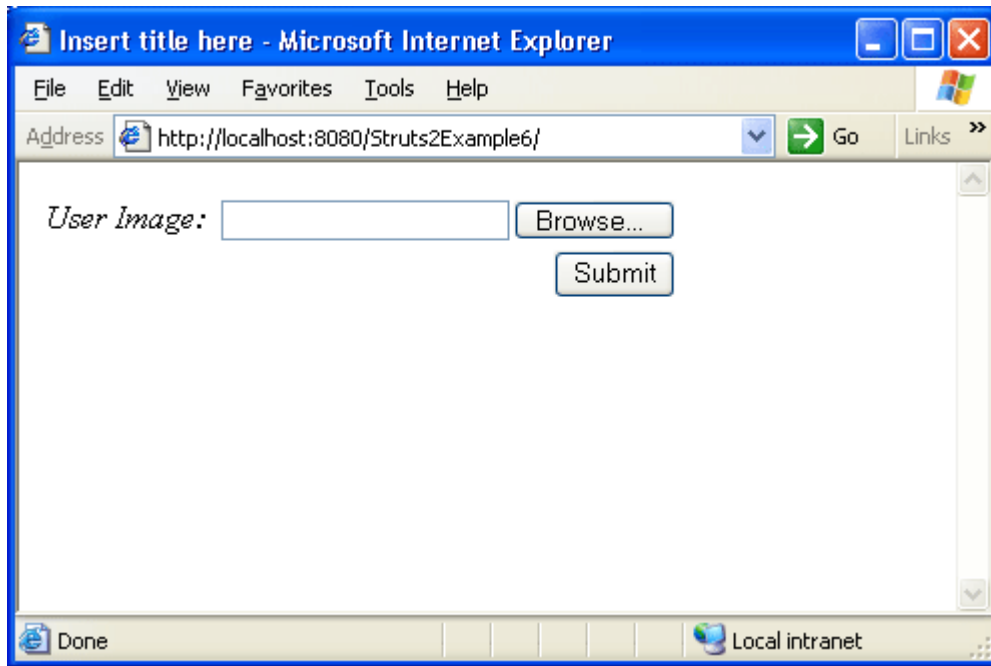 Insert title here - Microsoft Internet Explorer
File Edit View Favorites Tools Help
Address http://localhost:8080/Struts2Example6/ Go Links »
User Image: Browse...
Submit
Done Local intranet